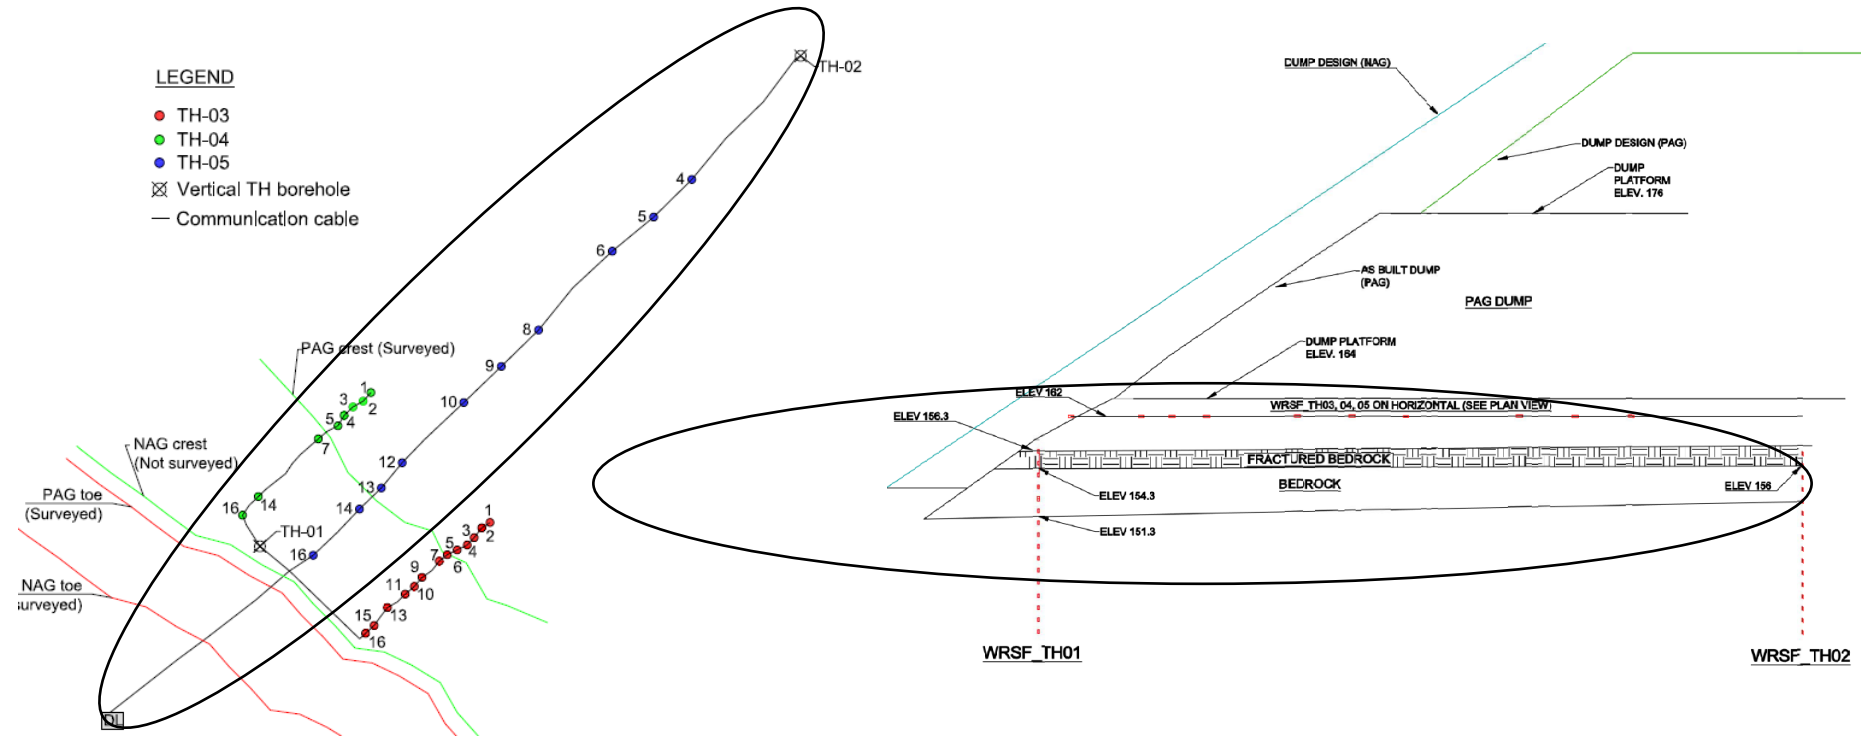 LEGEND
TH-03
TH-04
TH-05
Vertical TH borehole
Communication cable
TH-02
4
5
6
8
9
10
12
13
14
16
PAG crest (Surveyed)
1
3
2
5
4
7
14
16
TH-01
NAG crest
(Not surveyed)
PAG toe
(Surveyed)
NAG toe
surveyed)
1
2
3
4
5
6
7
9
10
11
13
15
16
DL
DUMP DESIGN (NAG)
DUMP DESIGN (PAG)
DUMP
PLATFORM
ELEV. 176
AS BUILT DUMP
(PAG)
PAG DUMP
DUMP PLATFORM
ELEV. 164
ELEV 162
WRSF_TH03, 04, 05 ON HORIZONTAL (SEE PLAN VIEW)
ELEV 156.3
FRACTURED BEDROCK
BEDROCK
ELEV 154.3
ELEV 156
ELEV 151.3
WRSF_TH01
WRSF_TH02